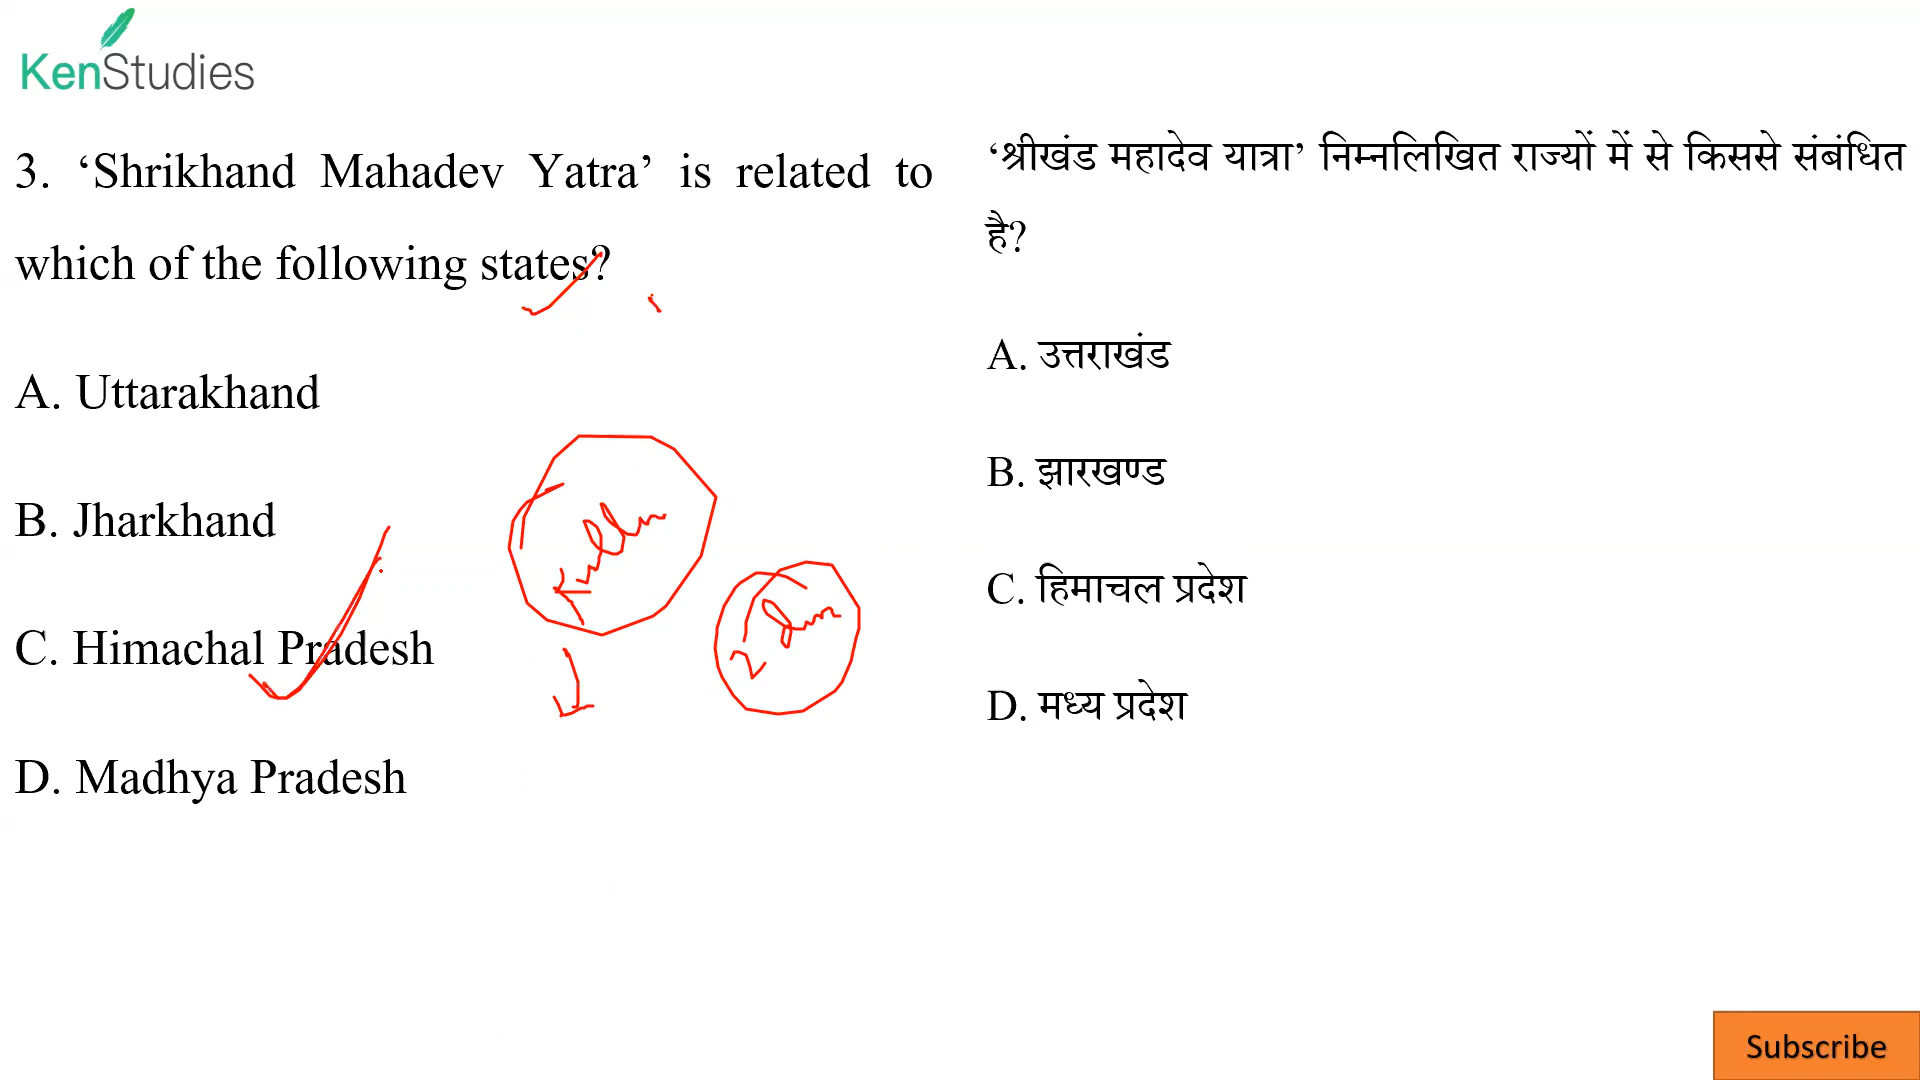 KenStudies
3. ‘Shrikhand Mahadev Yatra’ is related to
which of the following states?
A. Uttarakhand
B. Jharkhand
C. Himachal Pradesh
D. Madhya Pradesh
Kullu
‘श्रीखंड महादेव यात्रा’ निम्नलिखित राज्यों में से किससे संबंधित
है?
A. उत्तराखंड
B. झारखण्ड
C. हिमाचल प्रदेश
D. मध्य प्रदेश
Subscribe